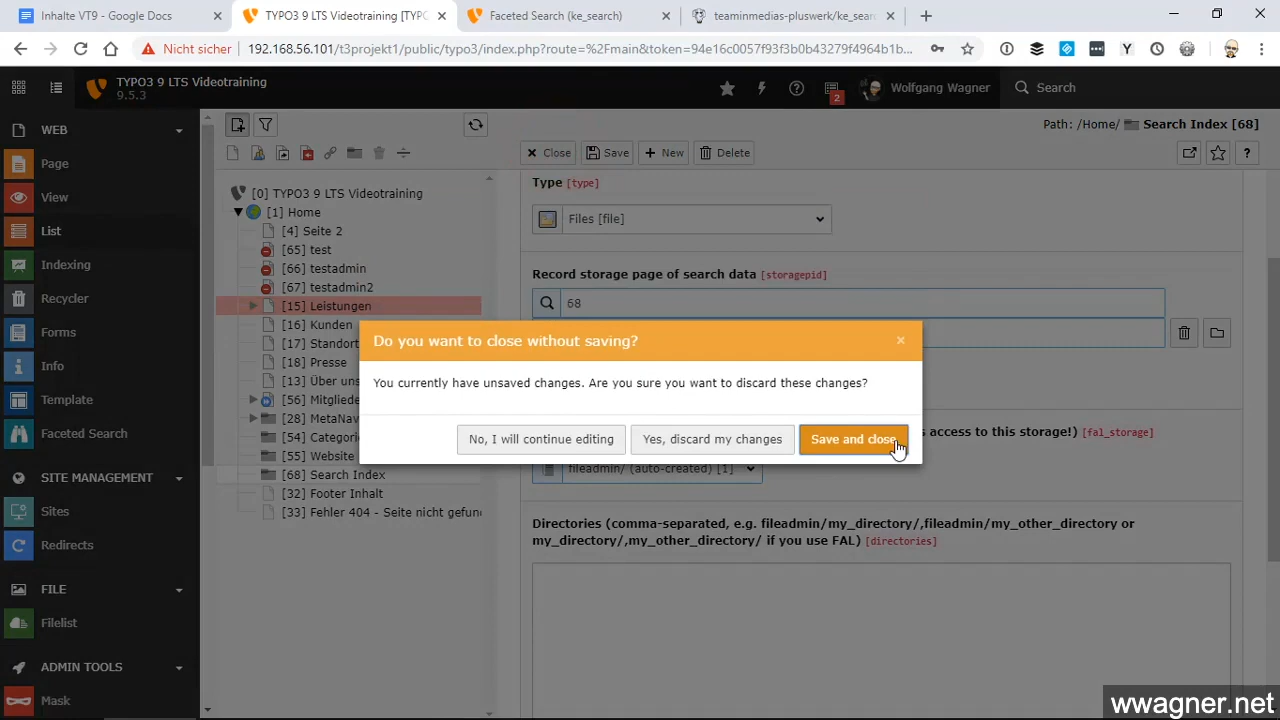 Inhalte VT9 - Google Docs
TYPO3 9 LTS Videotraining [TYPO
Faceted Search (ke_search)
teaminmedias-pluswerk/ke_sear
Nicht sicher
192.168.56.101/t3projekt1/public/typo3/index.php?route=%2Fmain&token=94e16c0057f93f3b0b43279f4964b1b...
TYPO3 9 LTS Videotraining
9.5.3
2
Wolfgang Wagner
Search
WEB
Page
View
List
Indexing
Recycler
Forms
Info
Template
Faceted Search
SITE MANAGEMENT
Sites
Redirects
FILE
Filelist
ADMIN TOOLS
Mask
[0] TYPO3 9 LTS Videotraining
[1] Home
[4] Seite 2
[65] test
[66] testadmin
[67] testadmin2
[15] Leistungen
[16] Kunden
[17] Standort
[18] Presse
[13] Über uns
[56] Mitglied
[28] MetaNav
[54] Categori
[55] Website
[68] Search Index
[32] Footer Inhalt
[33] Fehler 404 - Seite nicht gefund
Path: /Home/ Search Index [68]
Close
Save
New
Delete
?
Type [type]
Files [file]
Record storage page of search data [storagepid]
68
access to this storage!) [fal_storage]
fileadmin/ (auto-created) [1]
Directories (comma-separated, e.g. fileadmin/my_directory/,fileadmin/my_other_directory or
my_directory/,my_other_directory/ if you use FAL) [directories]
Do you want to close without saving?
×
You currently have unsaved changes. Are you sure you want to discard these changes?
No, I will continue editing
Yes, discard my changes
Save and close
wwagner.net